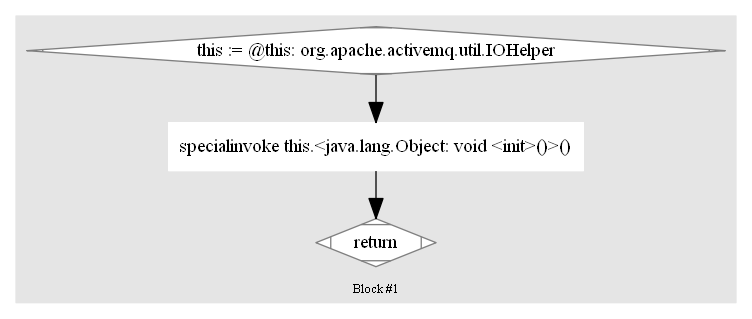 this := @this: org.apache.activemq.util.IOHelper
specialinvoke this.<java.lang.Object: void <init>()>()
return
Block #1